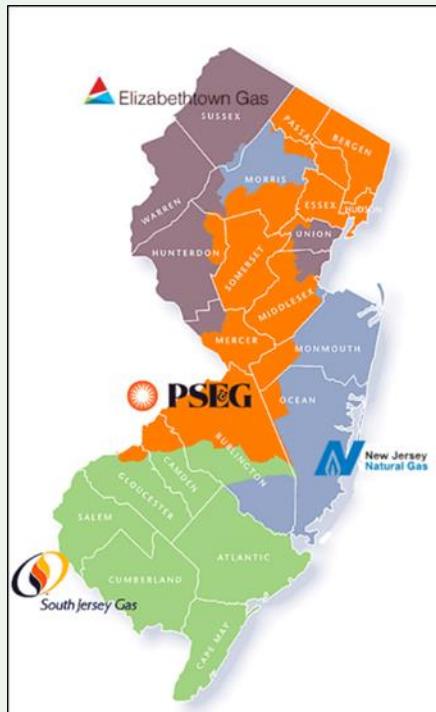 Elizabethtown Gas
SUSSEX
PASSAIC
BERGEN
MORRIS
ESSEX
HUDSON
WARREN
UNION
HUNTERDON
SOMERSET
MIDDLESEX
MERCER
MONMOUTH
PSE&G
OCEAN
BURLINGTON
New Jersey
Natural Gas
CAMDEN
GLOUCESTER
SALEM
ATLANTIC
CUMBERLAND
South Jersey Gas
CAPE MAY